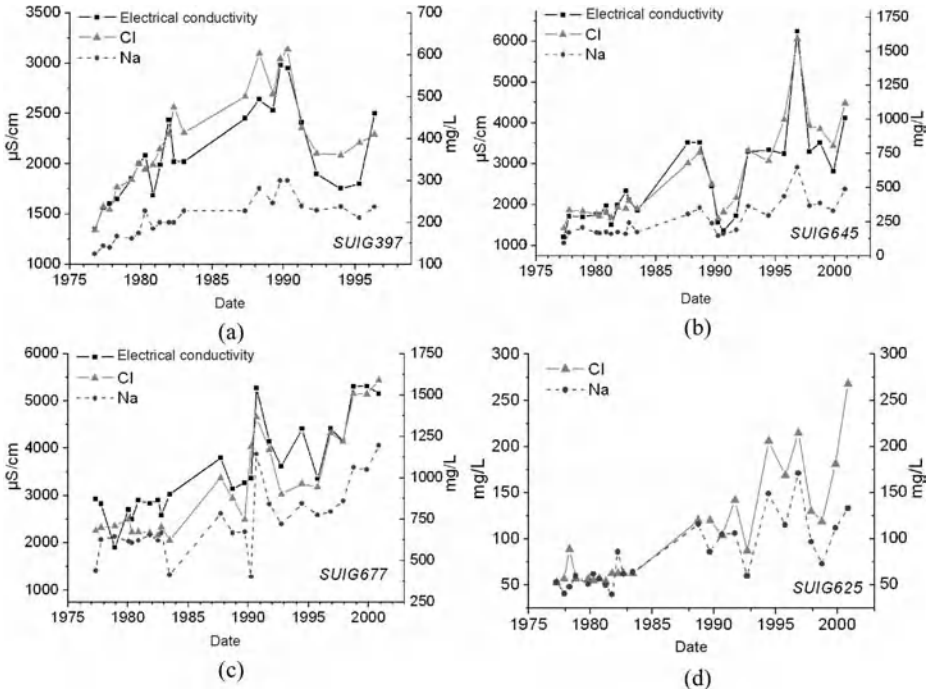 Electrical conductivity
Cl
Na
3500
3000
2500
2000
1500
1000
µS/cm
700
600
500
400
300
200
100
mg/L
1975 1980 1985 1990 1995
Date
SUIG397
(a)
Electrical conductivity
Cl
Na
6000
5000
4000
3000
2000
1000
µS/cm
1750
1500
1250
1000
750
500
250
0
mg/L
1975 1980 1985 1990 1995 2000
Date
SUIG645
(b)
Electrical conductivity
Cl
Na
6000
5000
4000
3000
2000
1000
µS/cm
1750
1500
1250
1000
750
500
250
mg/L
1975 1980 1985 1990 1995 2000
Date
SUIG677
(c)
Cl
Na
300
250
200
150
100
50
mg/L
300
250
200
150
100
50
0
mg/L
1975 1980 1985 1990 1995 2000
Date
SUIG625
(d)